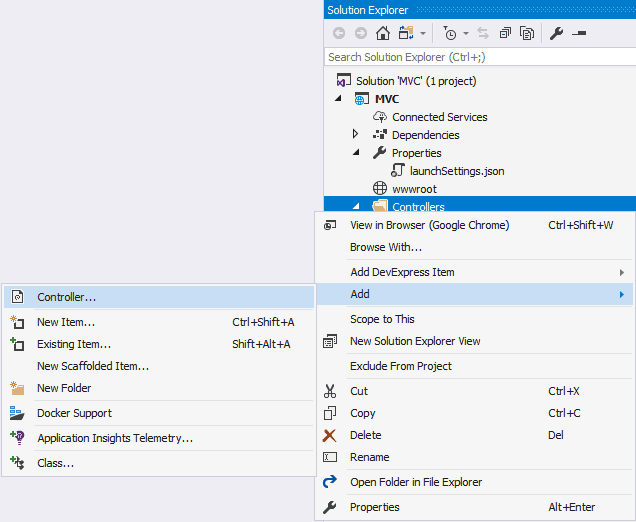 Solution Explorer
Search Solution Explorer (Ctrl+;)
Solution 'MVC' (1 project)
MVC
Connected Services
Dependencies
Properties
launchSettings.json
wwwroot
Controllers
View in Browser (Google Chrome) Ctrl+Shift+W
Browse With...
Add DevExpress Item
Add
Scope to This
New Solution Explorer View
Exclude From Project
Cut Ctrl+X
Copy Ctrl+C
Delete Del
Rename
Open Folder in File Explorer
Properties Alt+Enter
Controller...
New Item... Ctrl+Shift+A
Existing Item... Shift+Alt+A
New Scaffolded Item...
New Folder
Docker Support
Application Insights Telemetry...
Class...